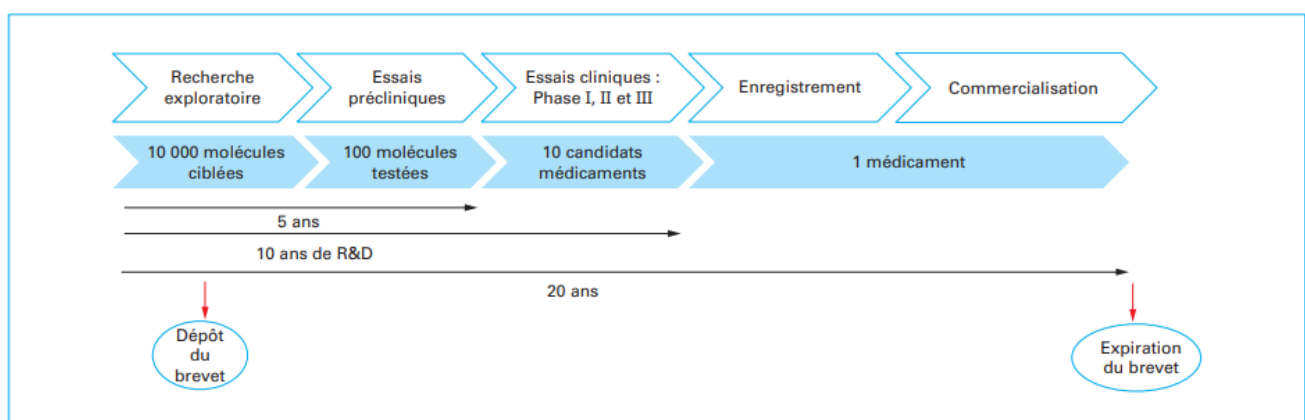 Recherche
exploratoire
Essais
précliniques
Essais cliniques :
Phase I, II et III
Enregistrement
Commercialisation
10 000 molécules
ciblées
100 molécules
testées
10 candidats
médicaments
1 médicament
5 ans
10 ans de R&D
20 ans
Dépôt
du
brevet
Expiration
du brevet